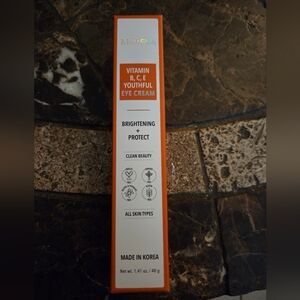 VITAMIN
B, C, E
YOUTHFUL
EYE CREAM
BRIGHTENING
+
PROTECT
CLEAN BEAUTY
ALL SKIN TYPES
MADE IN KOREA
Net wt. 1.41 oz. / 40 g